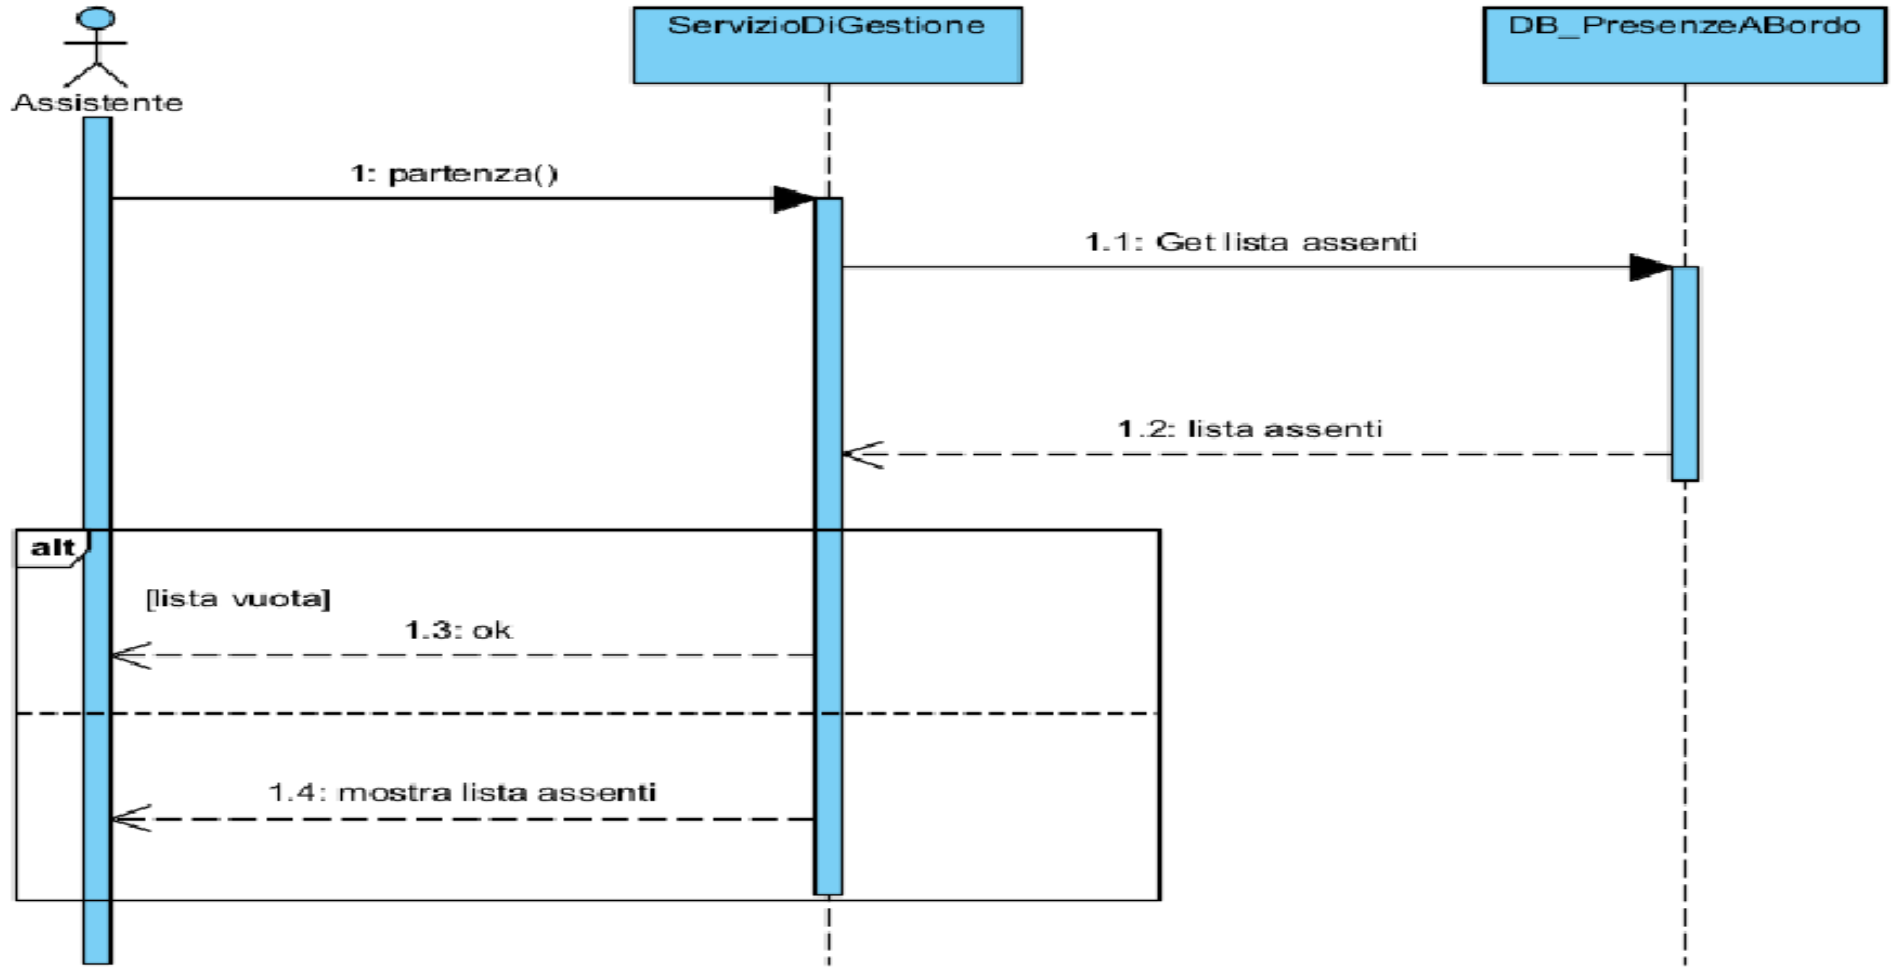 Assistente
ServizioDiGestione
DB_PresenzeABordo
1: partenza()
1.1: Get lista assenti
1.2: lista assenti
alt
[lista vuota]
1.3: ok
1.4: mostra lista assenti